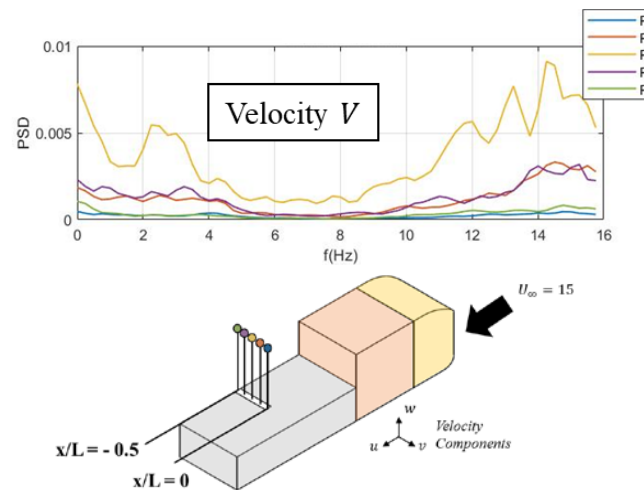 0.01
0.005
0
PSD
Velocity V
0 2 4 6 8 10 12 14 16
f(Hz)
U∞ = 15
x/L = - 0.5
x/L = 0
w
u
v
Velocity
Components